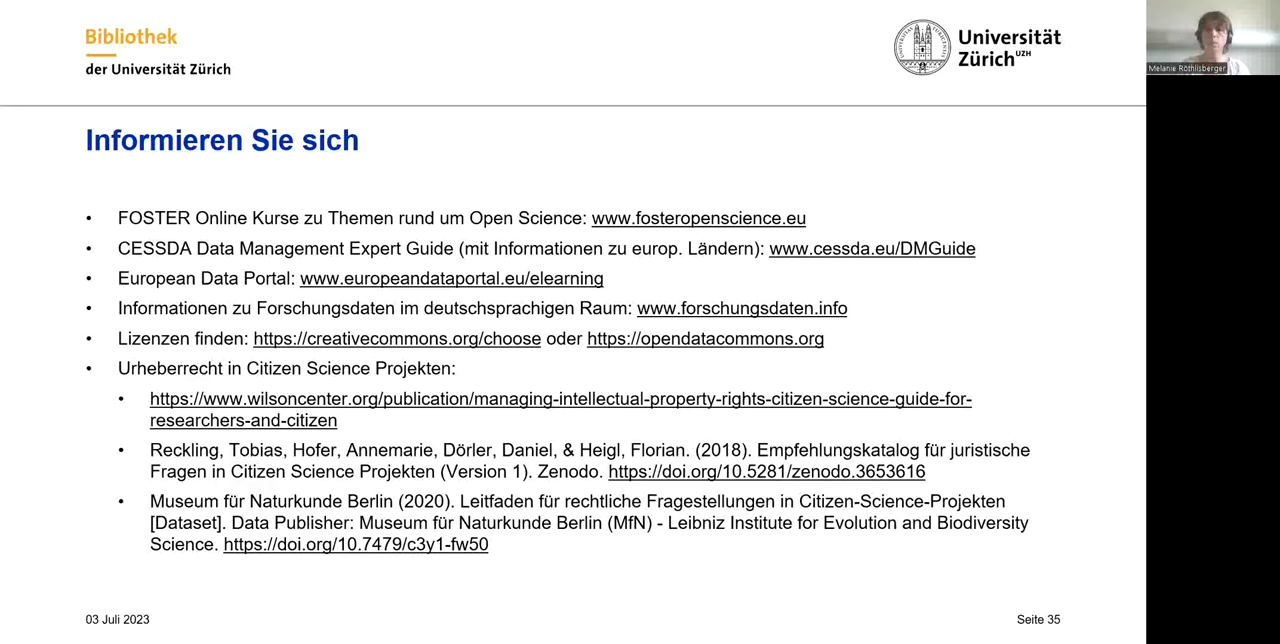 Bibliothek
der Universität Zürich
Universität
Zürich UZH
Melanie Röthlisberger
Informieren Sie sich
• FOSTER Online Kurse zu Themen rund um Open Science: www.fosteropenscience.eu
• CESSDA Data Management Expert Guide (mit Informationen zu europ. Ländern): www.cessda.eu/DMGuide
• European Data Portal: www.europeandataportal.eu/elearning
• Informationen zu Forschungsdaten im deutschsprachigen Raum: www.forschungsdaten.info
• Lizenzen finden: https://creativecommons.org/choose oder https://opendatacommons.org
• Urheberrecht in Citizen Science Projekten:
• https://www.wilsoncenter.org/publication/managing-intellectual-property-rights-citizen-science-guide-for-
researchers-and-citizen
• Reckling, Tobias, Hofer, Annemarie, Dörler, Daniel, & Heigl, Florian. (2018). Empfehlungskatalog für juristische
Fragen in Citizen Science Projekten (Version 1). Zenodo. https://doi.org/10.5281/zenodo.3653616
• Museum für Naturkunde Berlin (2020). Leitfaden für rechtliche Fragestellungen in Citizen-Science-Projekten
[Dataset]. Data Publisher: Museum für Naturkunde Berlin (MfN) - Leibniz Institute for Evolution and Biodiversity
Science. https://doi.org/10.7479/c3y1-fw50
03 Juli 2023
Seite 35